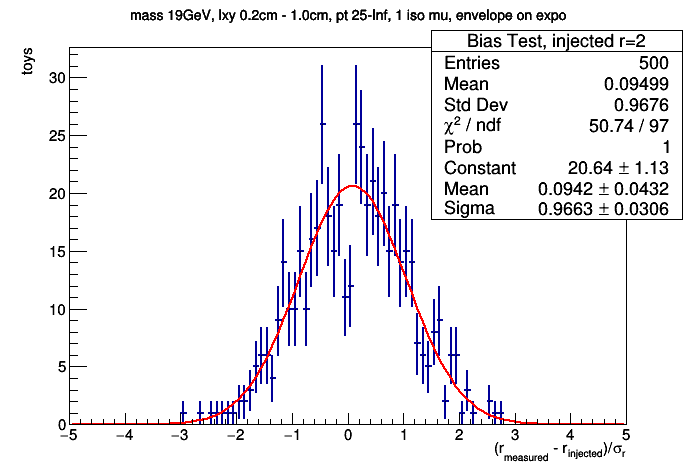 mass 19GeV, lxy 0.2cm - 1.0cm, pt 25-Inf, 1 iso mu, envelope on expo
toys
Bias Test, injected r=2
Entries 500
Mean 0.09499
Std Dev 0.9676
χ² / ndf 50.74 / 97
Prob 1
Constant 20.64 ± 1.13
Mean 0.0942 ± 0.0432
Sigma 0.9663 ± 0.0306
30
25
20
15
10
5
0
−5 −4 −3 −2 −1 0 1 2 3 4 5
(r_measured - r_injected)/σ_r